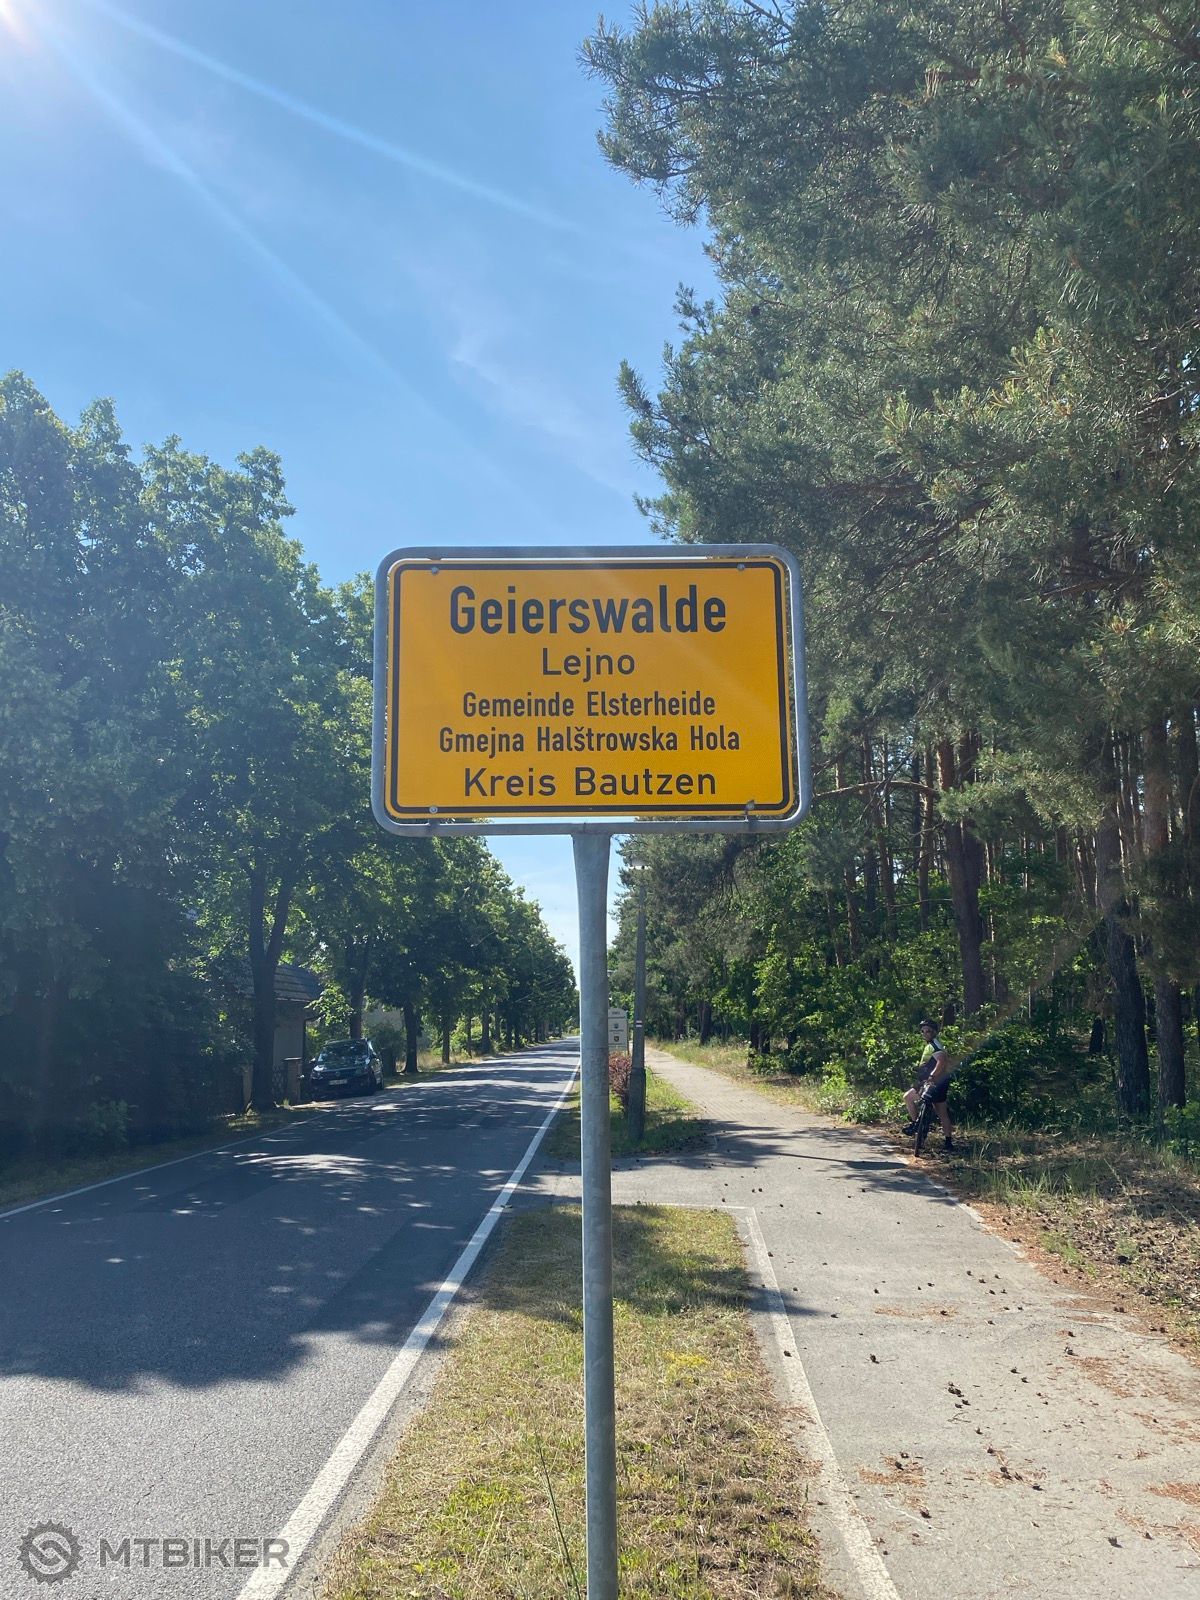 Geierswalde
Lejno
Gemeinde Elsterheide
Gmejna Halštrowska Hola
Kreis Bautzen
MTBIKER